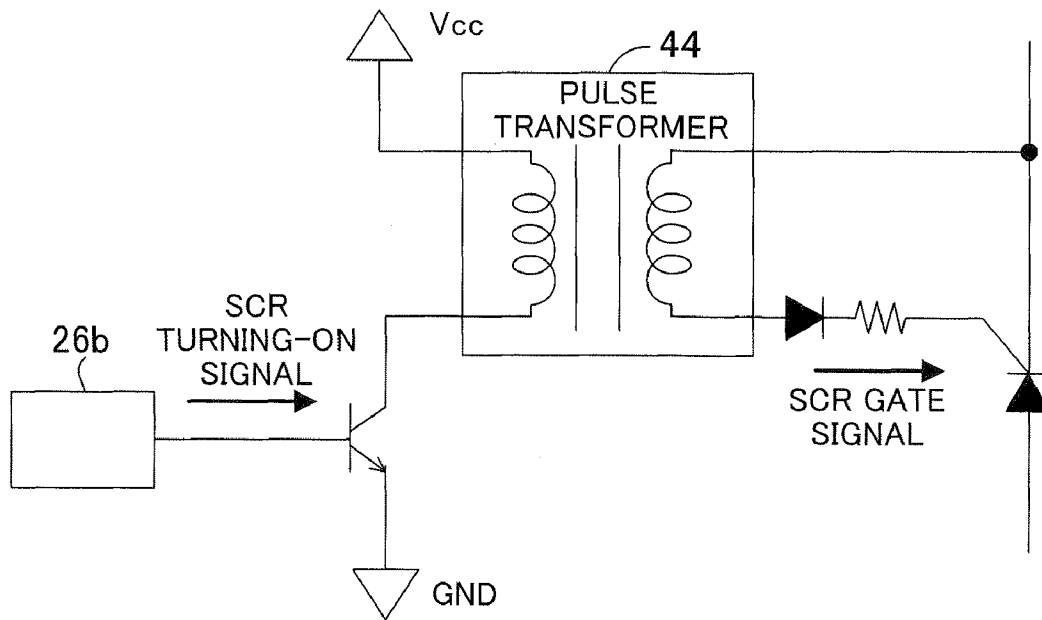 Vcc
44
PULSE
TRANSFORMER
SCR
TURNING-ON
SIGNAL
26b
SCR GATE
SIGNAL
GND